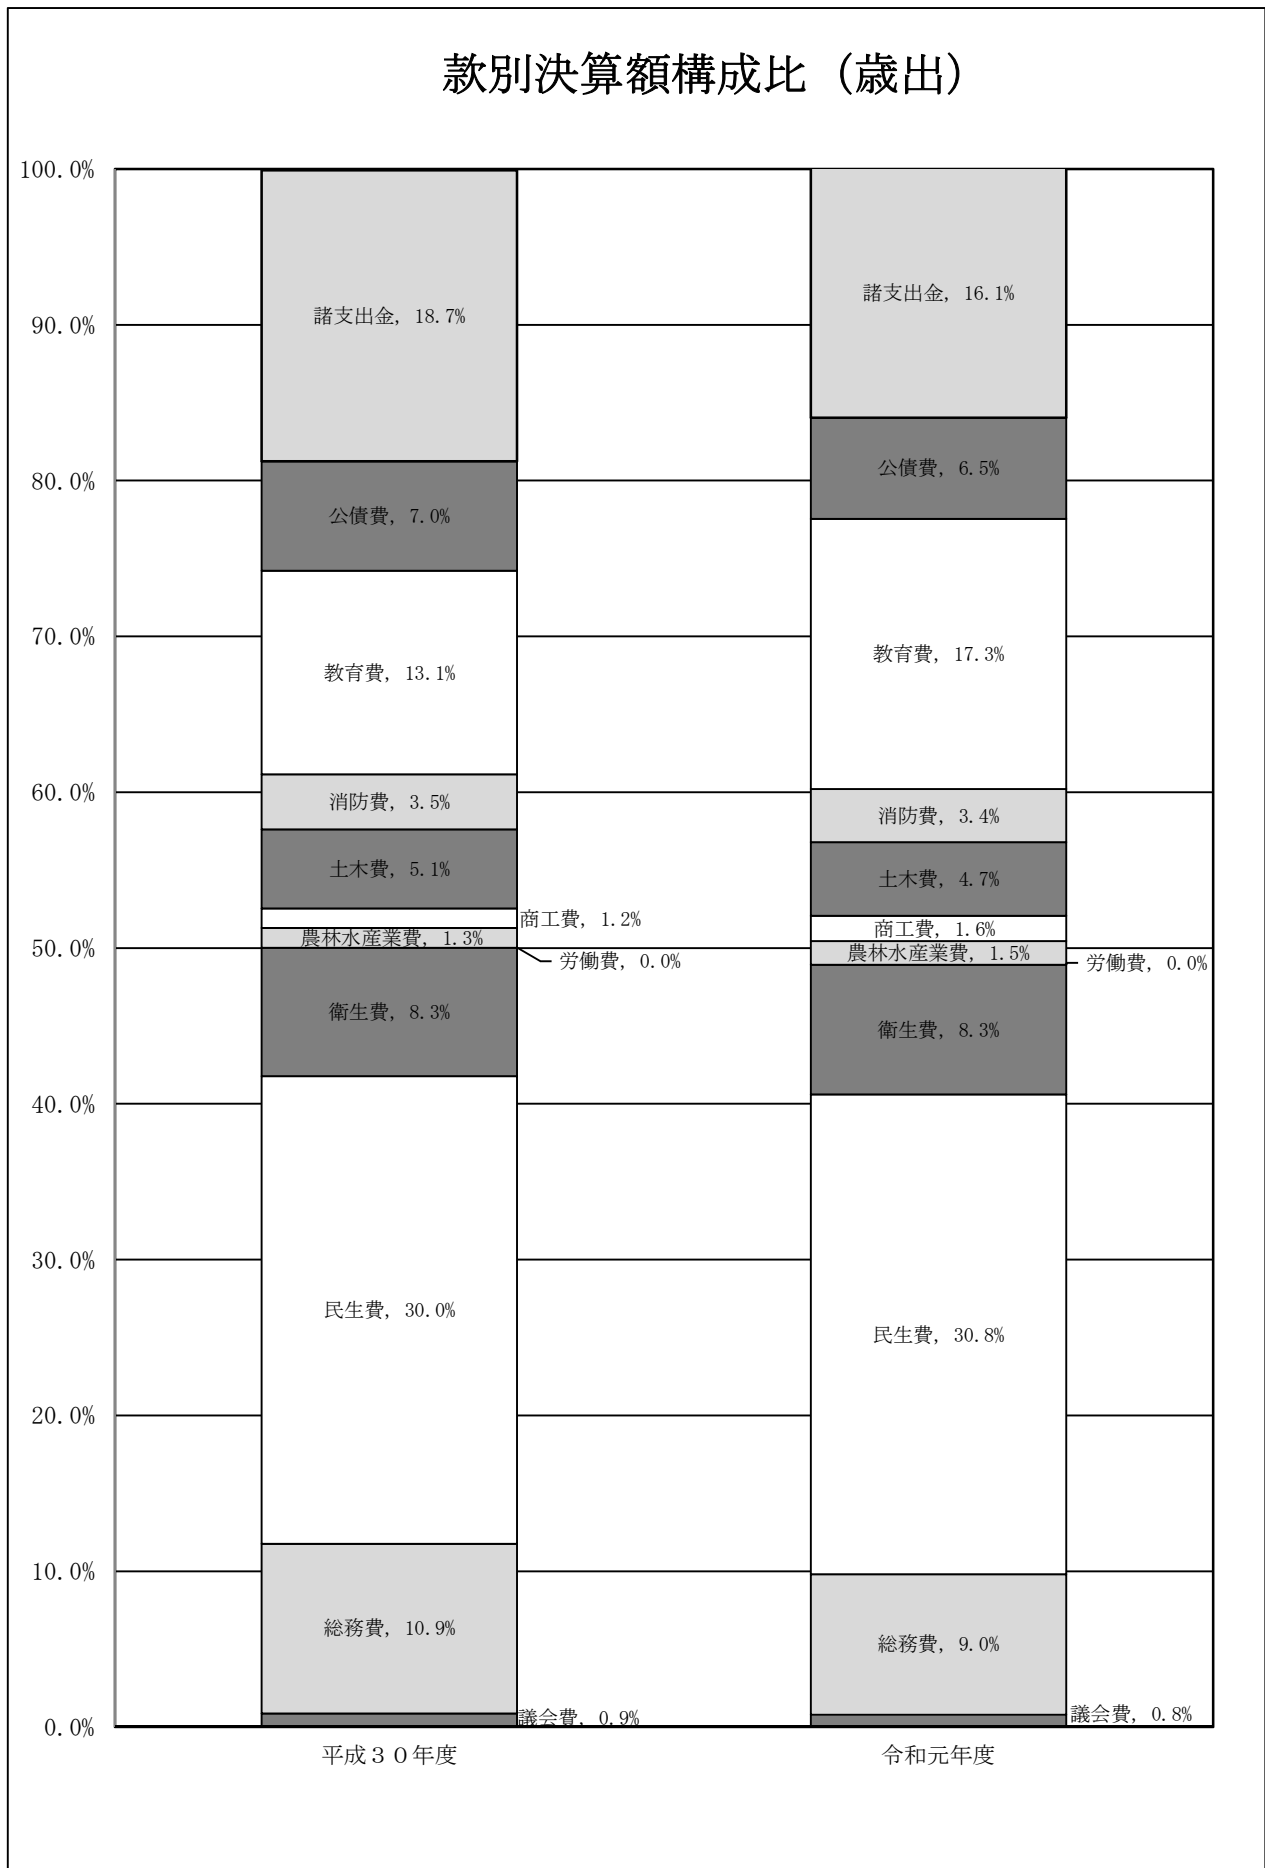 款別決算額構成比（歳出）
100.0%
90.0%
80.0%
70.0%
60.0%
50.0%
40.0%
30.0%
20.0%
10.0%
0.0%
諸支出金, 18.7%
公債費, 7.0%
教育費, 13.1%
消防費, 3.5%
土木費, 5.1%
商工費, 1.2%
農林水産業費, 1.3%
労働費, 0.0%
衛生費, 8.3%
民生費, 30.0%
総務費, 10.9%
議会費, 0.9%
平成３０年度
諸支出金, 16.1%
公債費, 6.5%
教育費, 17.3%
消防費, 3.4%
土木費, 4.7%
商工費, 1.6%
農林水産業費, 1.5%
労働費, 0.0%
衛生費, 8.3%
民生費, 30.8%
総務費, 9.0%
議会費, 0.8%
令和元年度